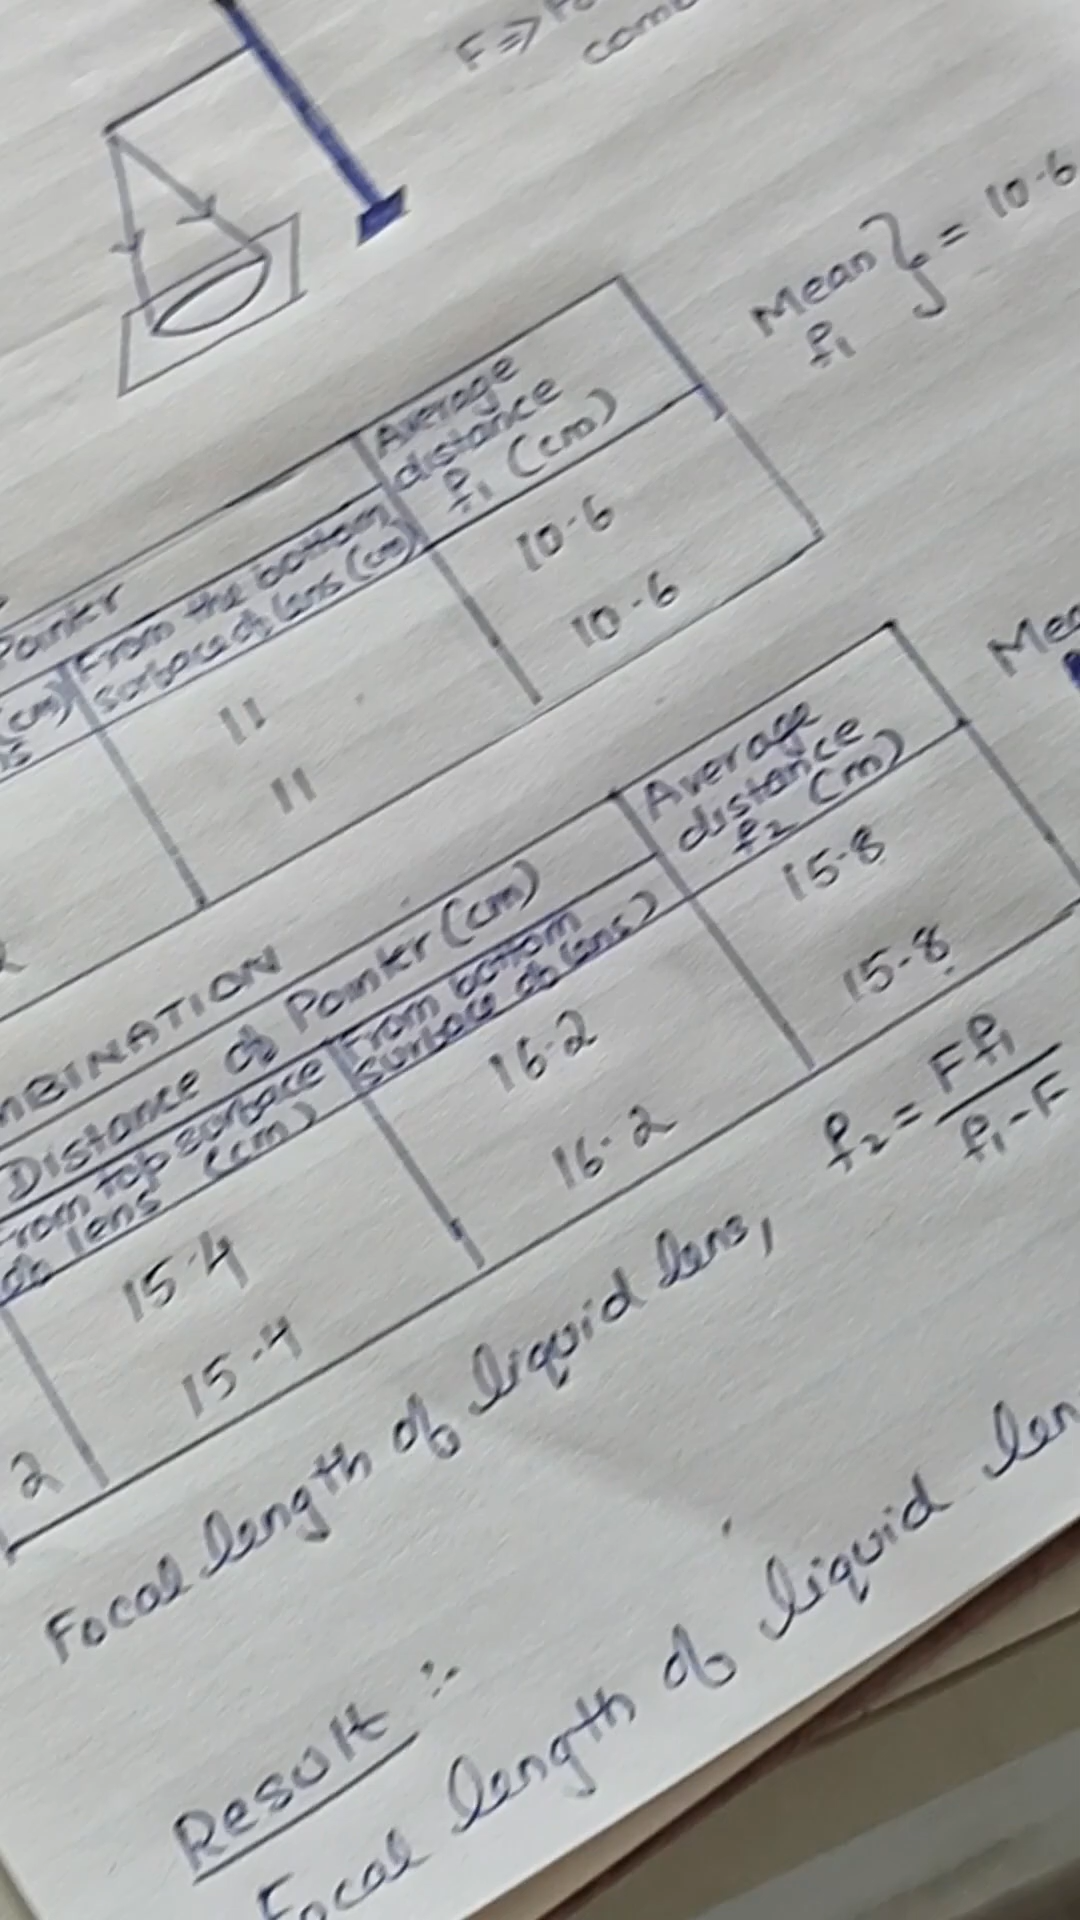 F =>
Mean } = 10.6
f1
Pointer
(cm)
From the bottom
surface of lens (cm)
Average
distance
f1 (cm)
11
10.6
11
10.6
MBINATION
Distance of Pointer (cm)
From top surface
of lens (cm)
From bottom
surface of lens)
Average
distance
f2 (cm)
15.4
16.2
15.8
2
15.4
16.2
15.8
Focal length of liquid lens,
f2 = Ff1
f1-F
Result :-
Focal length of liquid len